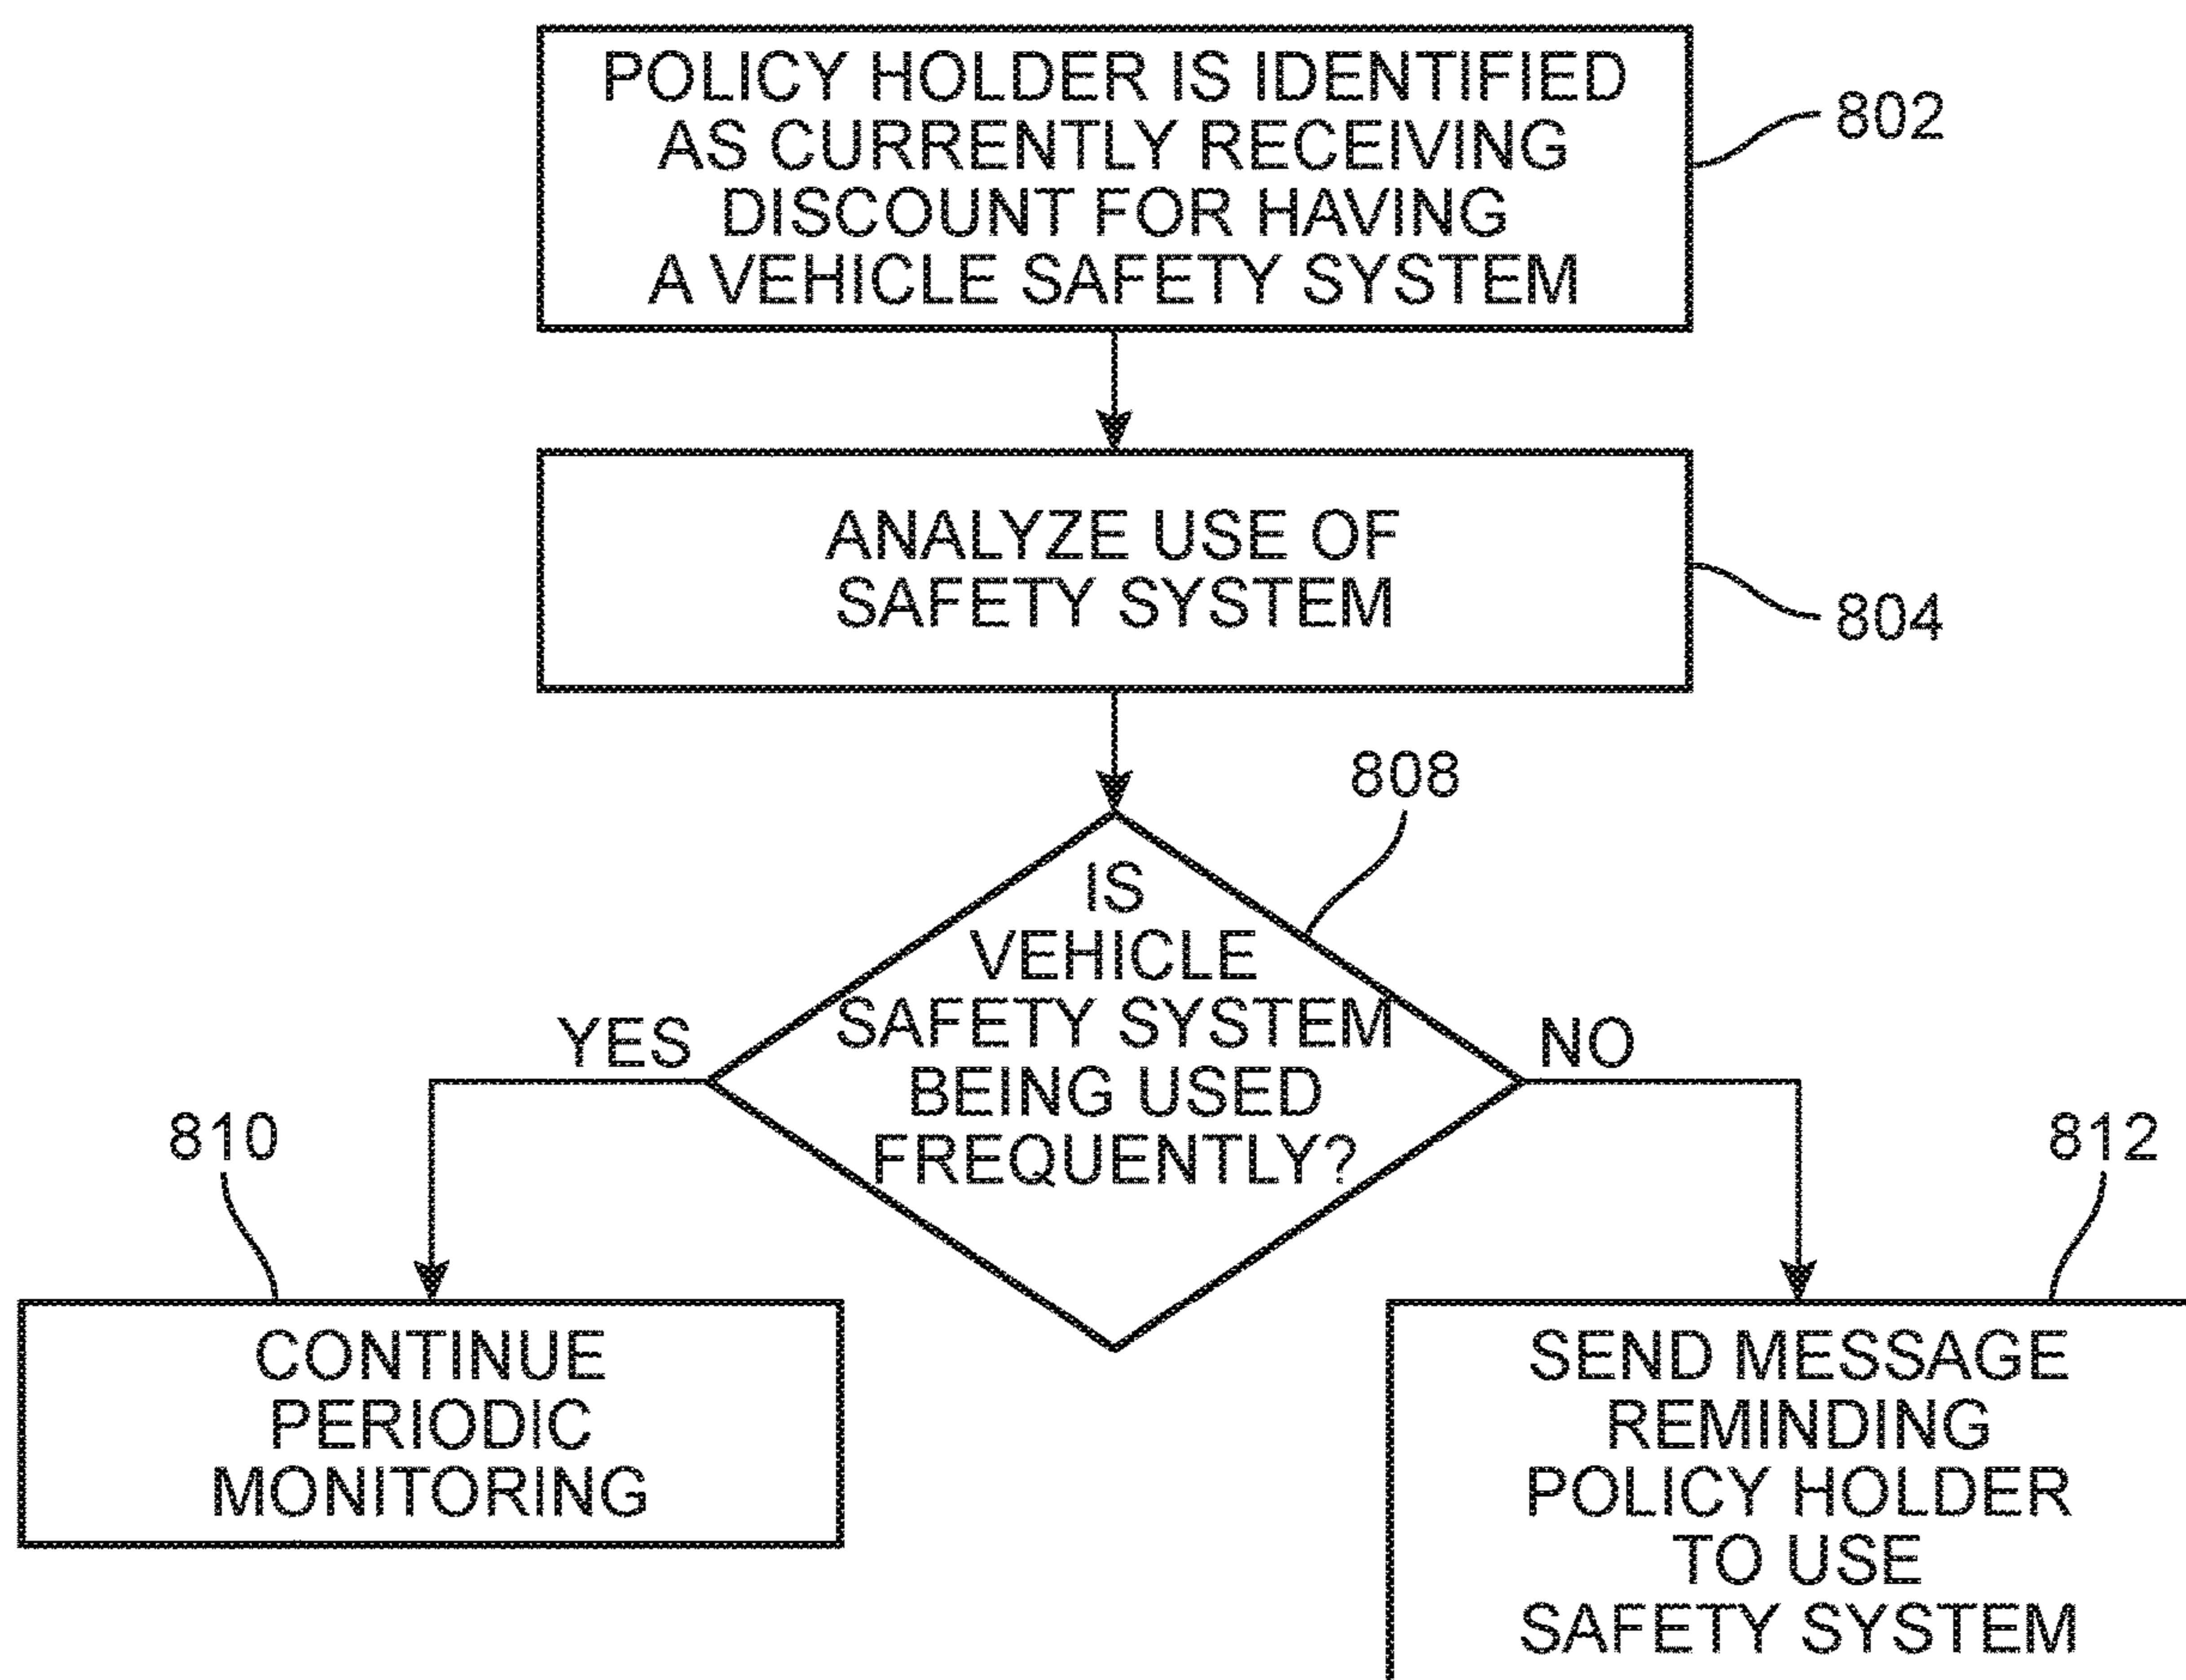 POLICY HOLDER IS IDENTIFIED
AS CURRENTLY RECEIVING
DISCOUNT FOR HAVING
A VEHICLE SAFETY SYSTEM
802
ANALYZE USE OF
SAFETY SYSTEM
804
808
IS
VEHICLE
SAFETY SYSTEM
BEING USED
FREQUENTLY?
YES
NO
810
812
CONTINUE
PERIODIC
MONITORING
SEND MESSAGE
REMINDING
POLICY HOLDER
TO USE
SAFETY SYSTEM